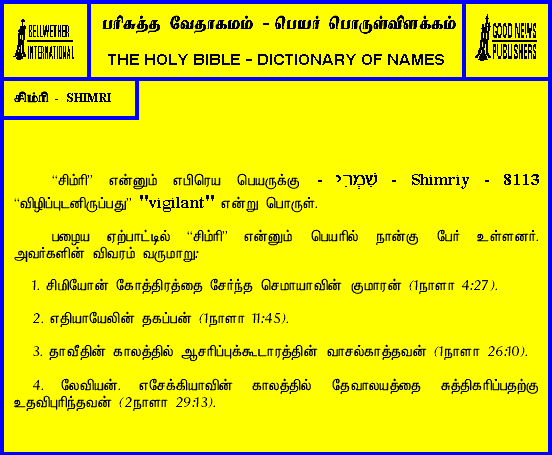 BELLWETHER
INTERNATIONAL
பரிசுத்த வேதாகமம் - பெயர் பொருள்விளக்கம்
THE HOLY BIBLE - DICTIONARY OF NAMES
GOOD NEWS
PUBLISHERS
சிம்ரி - SHIMRI
“சிம்ரி” என்னும் எபிரெய பெயருக்கு - שִׁמְרִי - Shimriy - 8113
“விழிப்புடனிருப்பது” "vigilant" என்று பொருள்.
பழைய ஏற்பாட்டில் “சிம்ரி” என்னும் பெயரில் நான்கு பேர் உள்ளனர்.
அவர்களின் விவரம் வருமாறு:
1. சிமியோன் கோத்திரத்தை சேர்ந்த செமாயாவின் குமாரன் (1நாளா 4:27).
2. எதியாயேலின் தகப்பன் (1நாளா 11:45).
3. தாவீதின் காலத்தில் ஆசரிப்புக்கூடாரத்தின் வாசல்காத்தவன் (1நாளா 26:10).
4. லேவியன். எசேக்கியாவின் காலத்தில் தேவாலயத்தை சுத்திகரிப்பதற்கு
உதவிபுரிந்தவன் (2நாளா 29:13).